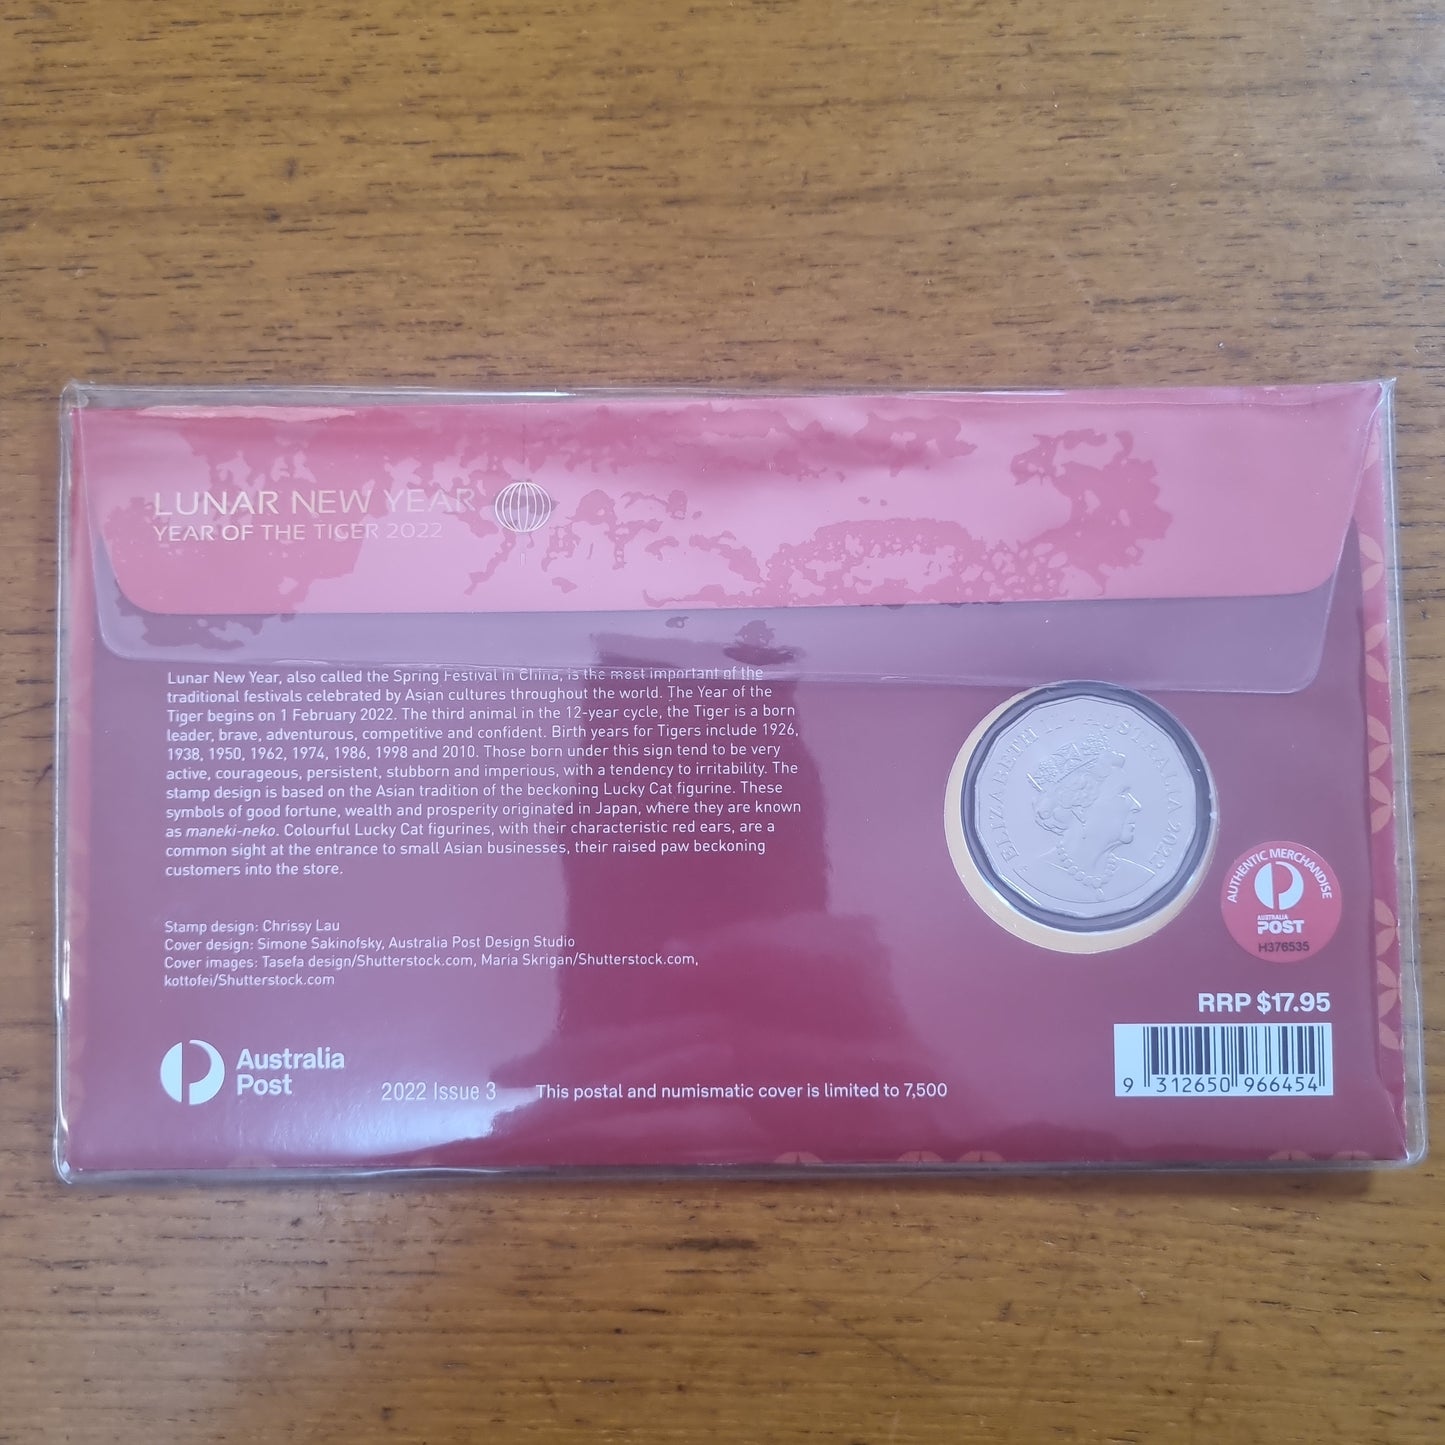 LUNAR NEW YEAR
YEAR OF THE TIGER 2022
Lunar New Year, also called the Spring Festival in China, is the most important of the
traditional festivals celebrated by Asian cultures throughout the world. The Year of the
Tiger begins on 1 February 2022. The third animal in the 12-year cycle, the Tiger is a born
leader, brave, adventurous, competitive and confident. Birth years for Tigers include 1926,
1938, 1950, 1962, 1974, 1986, 1998 and 2010. Those born under this sign tend to be very
active, courageous, persistent, stubborn and imperious, with a tendency to irritability. The
stamp design is based on the Asian tradition of the beckoning Lucky Cat figurine. These
symbols of good fortune, wealth and prosperity originated in Japan, where they are known
as maneki-neko. Colourful Lucky Cat figurines, with their characteristic red ears, are a
common sight at the entrance to small Asian businesses, their raised paw beckoning
customers into the store.
Stamp design: Chrissy Lau
Cover design: Simone Sakinofsky, Australia Post Design Studio
Cover images: Tasefa design/Shutterstock.com, Maria Skrigan/Shutterstock.com,
kottofei/Shutterstock.com
ELIZABETH II AUSTRALIA 2022
AUTHENTIC MERCHANDISE
AUSTRALIA
POST
H376535
RRP $17.95
9 312650 966454
Australia
Post
2022 Issue 3
This postal and numismatic cover is limited to 7,500